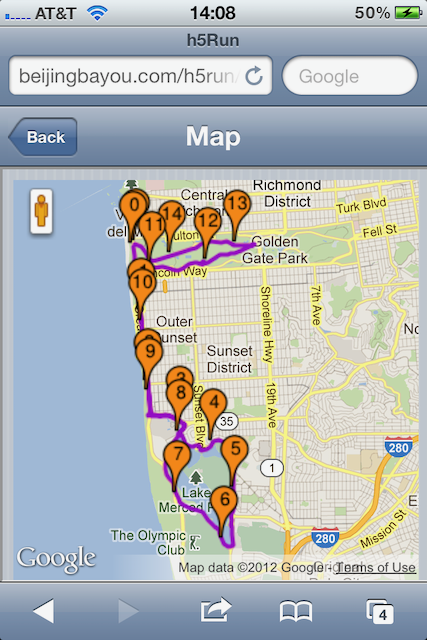 AT&T 14:08 50%
h5Run
beijingbayou.com/h5run/
Google
Back
Map
Richmond
District
Central
Turk Blvd
Fell St
Fulton
Golden
Gate Park
Lincoln Way
0
11
14
12
13
10
9
8
4
7
5
6
Outer
Sunset
Sunset
District
Shoreline Hwy
7th Ave
19th Ave
Sunset Blvd
35
1
280
280
Mission St
Lake
Merced
The Olympic
Club
Google
Map data ©2012 Google - Terms of Use
4